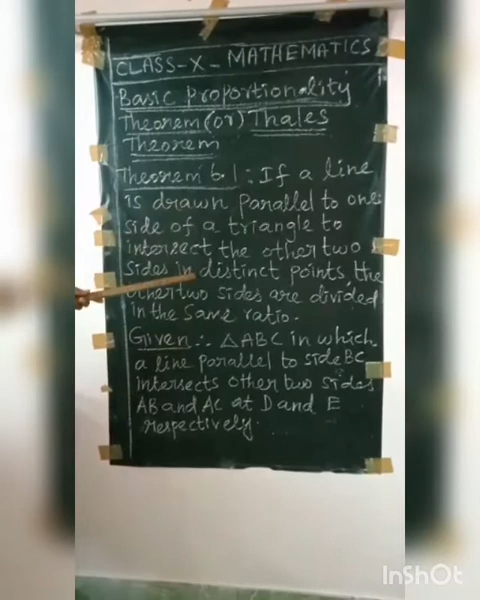 CLASS-X-MATHEMATICS
Basic Proportionality
Theorem (or) Thales
Theorem
Theorem 6.1: If a line
is drawn parallel to one
side of a triangle to
intersect the other two
sides in distinct points, the
other two sides are divided
in the same ratio.
Given ∴ △ABC in which
a line parallel to side BC
intersects other two sides
AB and AC at D and E
respectively.
InShOt